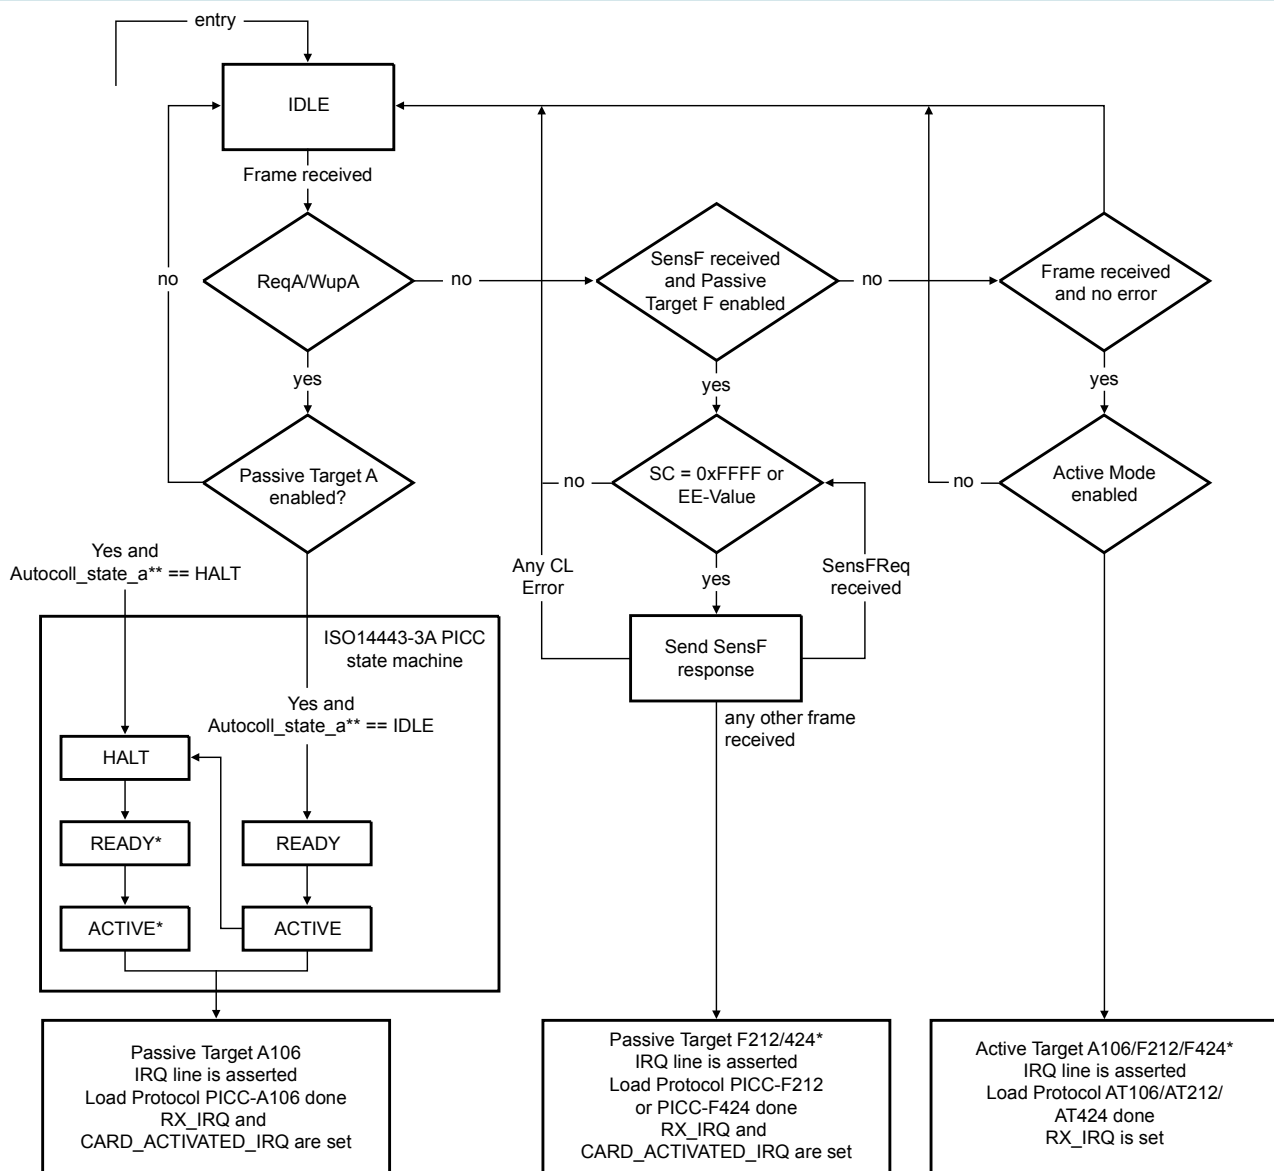 entry
IDLE
Frame received
no
ReqA/WupA
no
SensF received
and Passive
Target F enabled
no
Frame received
and no error
yes
yes
yes
Passive Target A
enabled?
no
SC = 0xFFFF or
EE-Value
no
Active Mode
enabled
Yes and
Autocoll_state_a** == HALT
Any CL
Error
yes
SensFReq
received
ISO14443-3A PICC
state machine
Send SensF
response
Yes and
Autocoll_state_a** == IDLE
any other frame
received
HALT
READY*
READY
ACTIVE*
ACTIVE
Passive Target A106
IRQ line is asserted
Load Protocol PICC-A106 done
RX_IRQ and
CARD_ACTIVATED_IRQ are set
Passive Target F212/424*
IRQ line is asserted
Load Protocol PICC-F212
or PICC-F424 done
RX_IRQ and
CARD_ACTIVATED_IRQ are set
Active Target A106/F212/F424*
IRQ line is asserted
Load Protocol AT106/AT212/
AT424 done
RX_IRQ is set